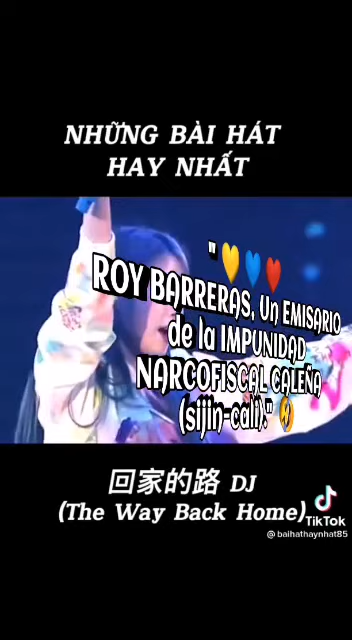 NHỮNG BÀI HÁT
HAY NHẤT
" 💛💙❤️
ROY BARRERAS, Un EMISARIO
de la IMPUNIDAD
NARCOFISCAL CALEÑA
(sijin-cali)." 
回家的路 DJ
(The Way Back Home)
TikTok
@baihathaynhat85